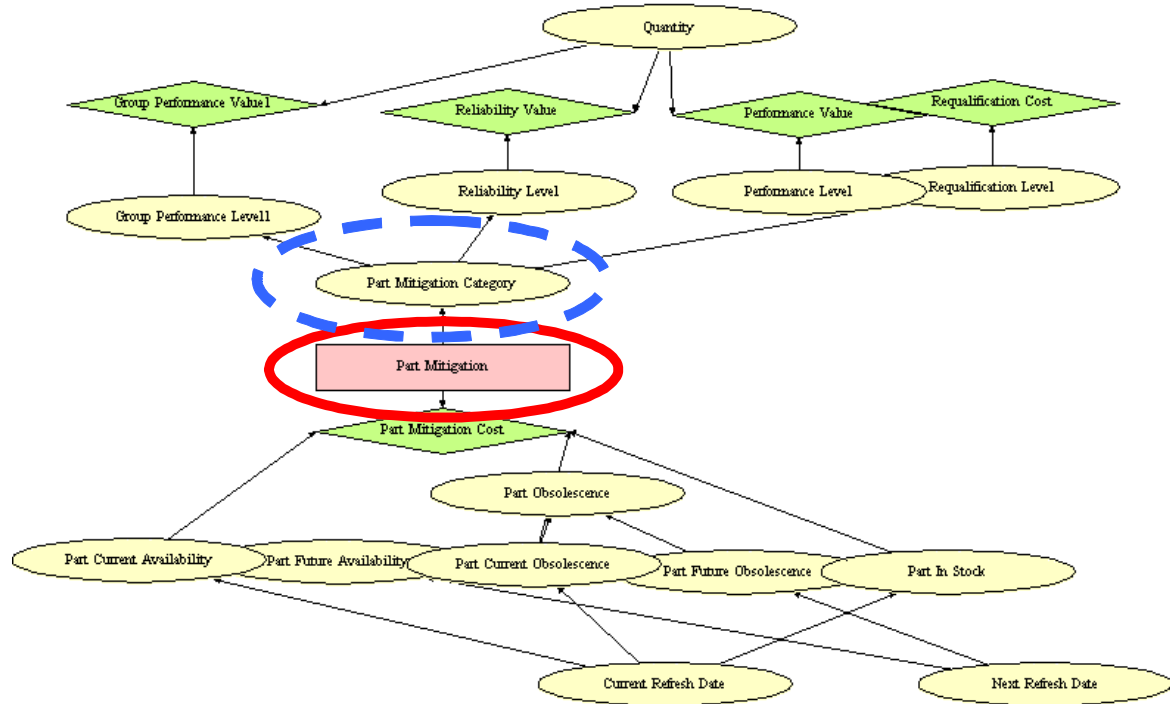 Quantity
Group Performance Value1
Reliability Value
Performance Value
Requalification Cost
Group Performance Level1
Reliability Level
Performance Level
Requalification Level
Part Mitigation Category
Part Mitigation
Part Mitigation Cost
Part Obsolescence
Part Current Availability
Part Future Availability
Part Current Obsolescence
Part Future Obsolescence
Part In Stock
Current Refresh Date
Next Refresh Date